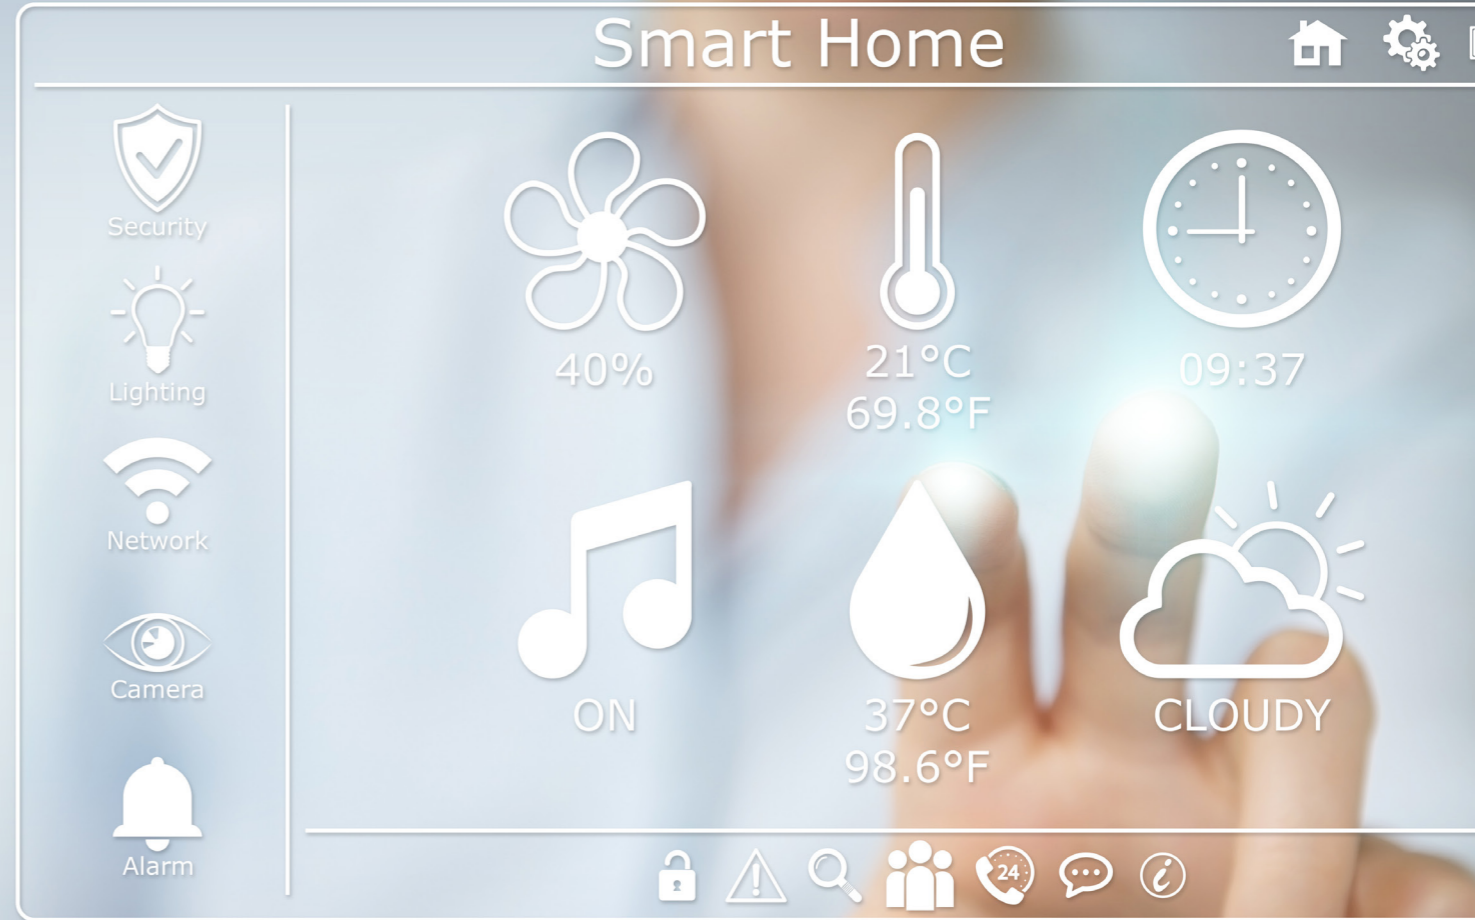 Smart Home
Security
Lighting
Network
Camera
Alarm
40%
21°C
69.8°F
09:37
ON
37°C
98.6°F
CLOUDY
24
i